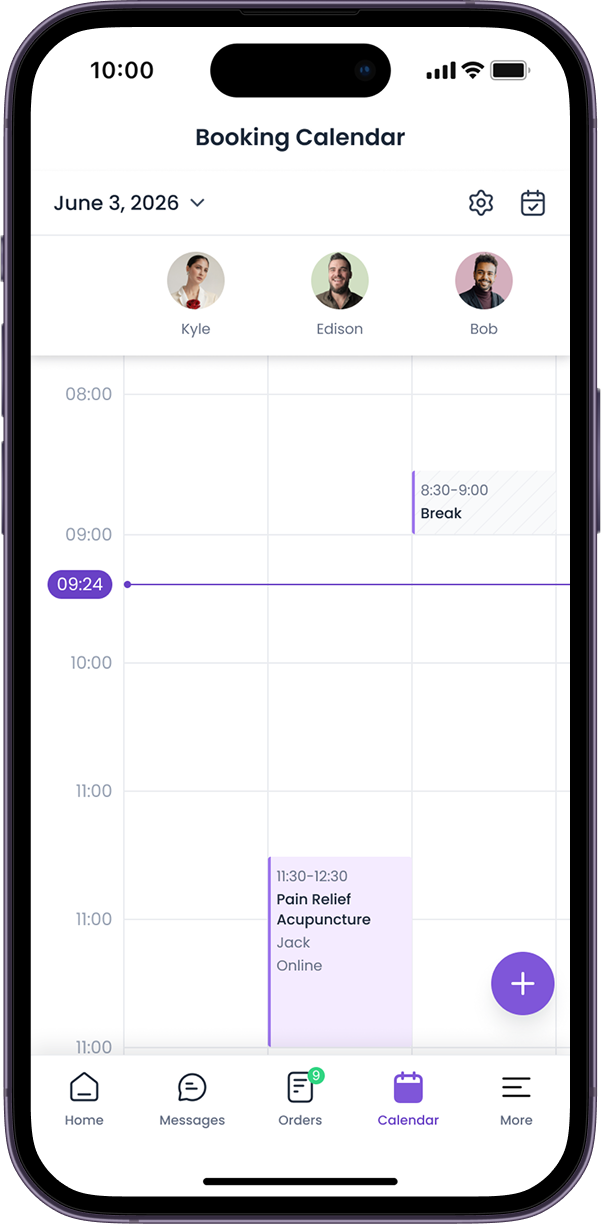 10:00
Booking Calendar
June 3, 2026
Kyle
Edison
Bob
08:00
8:30-9:00
Break
09:00
09:24
10:00
11:00
11:30-12:30
Pain Relief
Acupuncture
11:00
Jack
Online
11:00
9
Home
Messages
Orders
Calendar
More